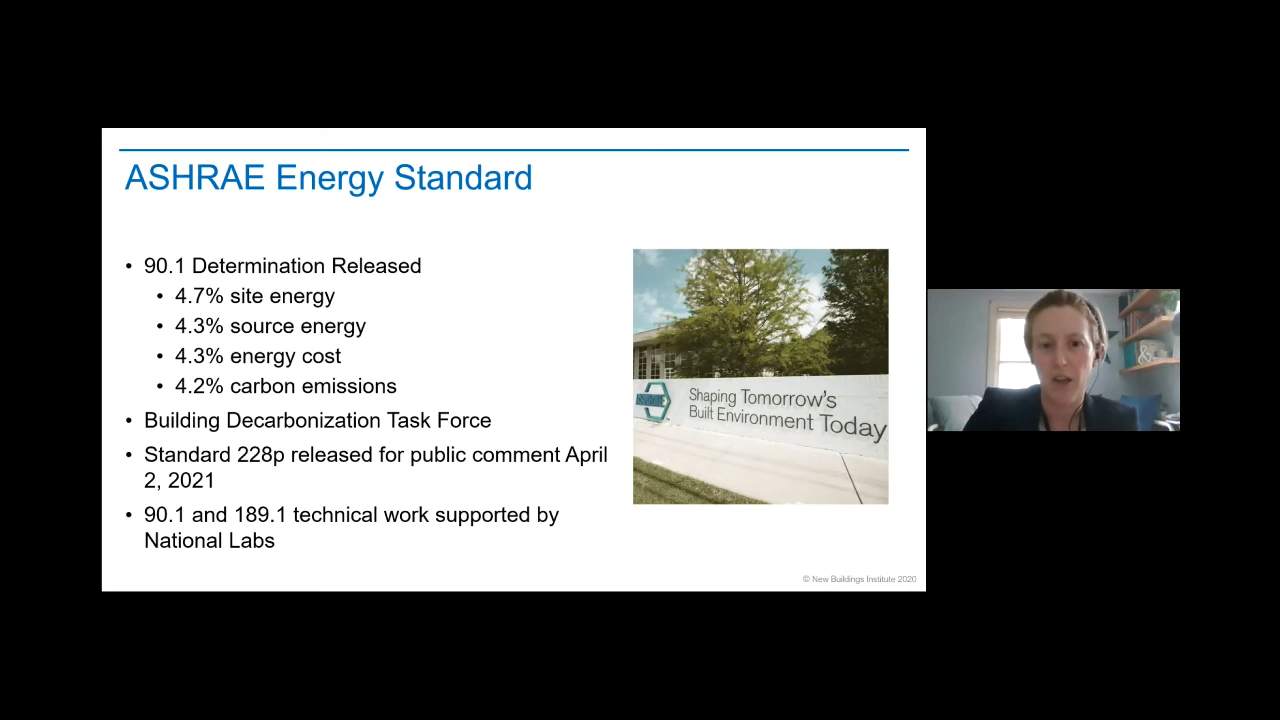 ASHRAE Energy Standard
• 90.1 Determination Released
• 4.7% site energy
• 4.3% source energy
• 4.3% energy cost
• 4.2% carbon emissions
• Building Decarbonization Task Force
• Standard 228p released for public comment April
2, 2021
• 90.1 and 189.1 technical work supported by
National Labs
ASHRAE
Shaping Tomorrow's
Built Environment Today
© New Buildings Institute 2020